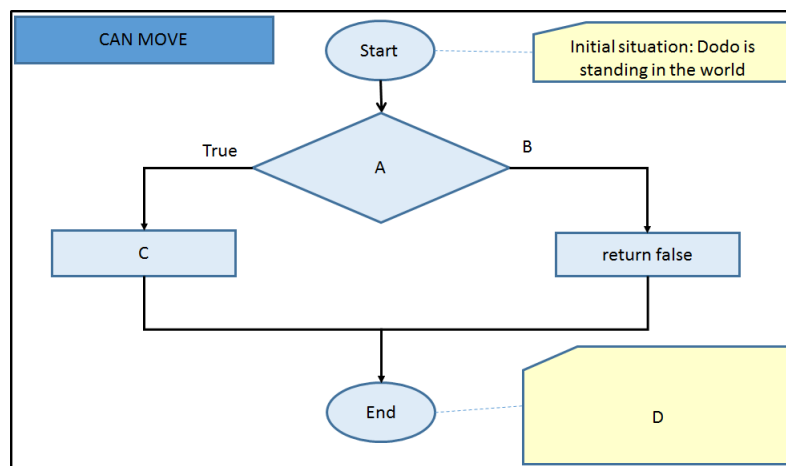 CAN MOVE
Start
Initial situation: Dodo is
standing in the world
True
A
B
C
return false
End
D